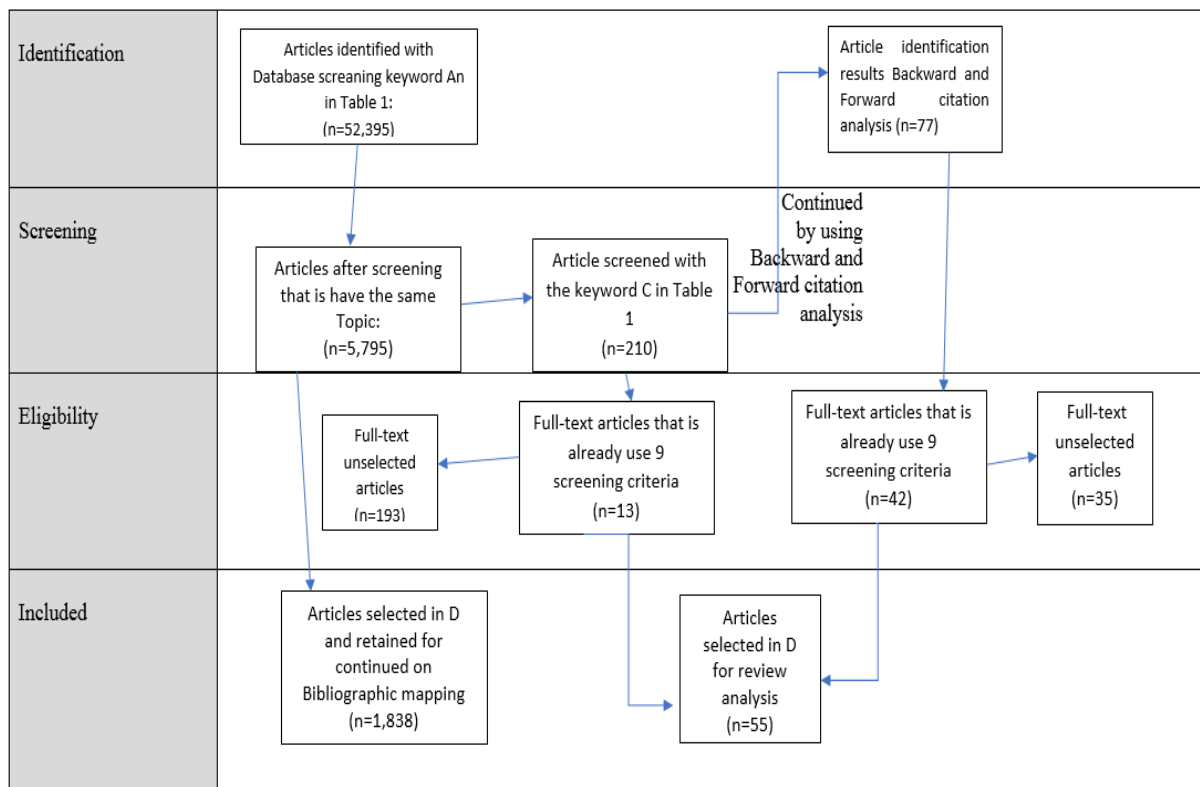 Identification
Articles identified with
Database screaning keyword An
in Table 1:
(n=52,395)
Article identification
results Backward and
Forward citation
analysis (n=77)
Screening
Articles after screening
that is have the same
Topic:
(n=5,795)
Article screened with
the keyword C in Table
1
(n=210)
Continued
by using
Backward and
Forward citation
analysis
Eligibility
Full-text
unselected
articles
(n=193)
Full-text articles that is
already use 9
screening criteria
(n=13)
Full-text articles that is
already use 9
screening criteria
(n=42)
Full-text
unselected
articles
(n=35)
Included
Articles selected in D
and retained for
continued on
Bibliographic mapping
(n=1,838)
Articles
selected in D
for review
analysis
(n=55)